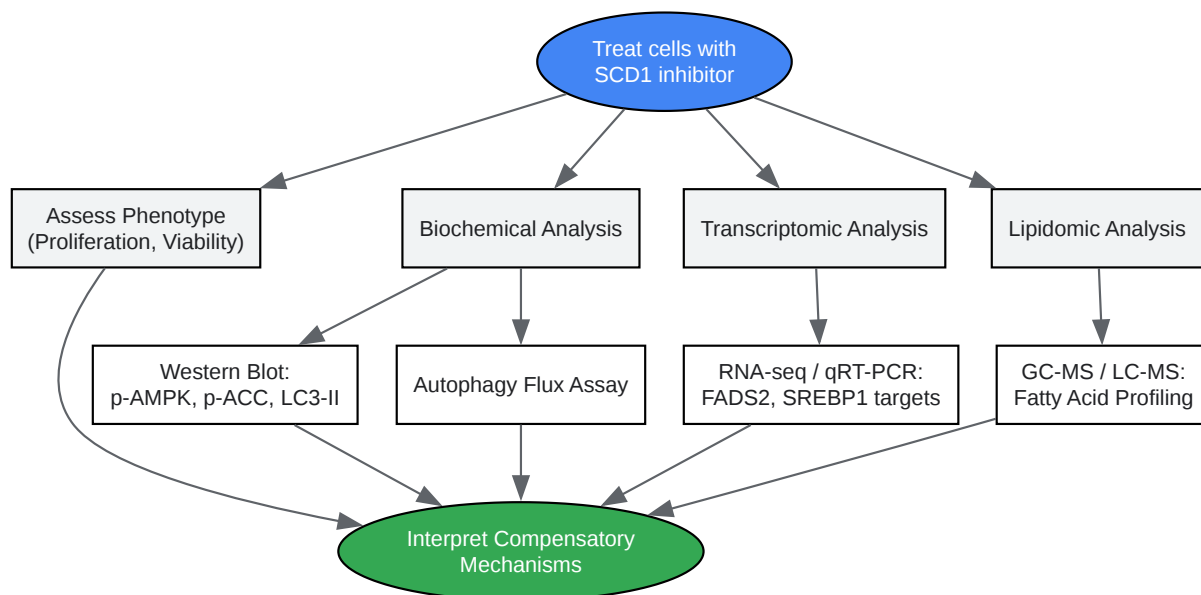 Treat cells with
SCD1 inhibitor
Assess Phenotype
(Proliferation, Viability)
Biochemical Analysis
Transcriptomic Analysis
Lipidomic Analysis
Western Blot:
p-AMPK, p-ACC, LC3-II
Autophagy Flux Assay
RNA-seq / qRT-PCR:
FADS2, SREBP1 targets
GC-MS / LC-MS:
Fatty Acid Profiling
Interpret Compensatory
Mechanisms